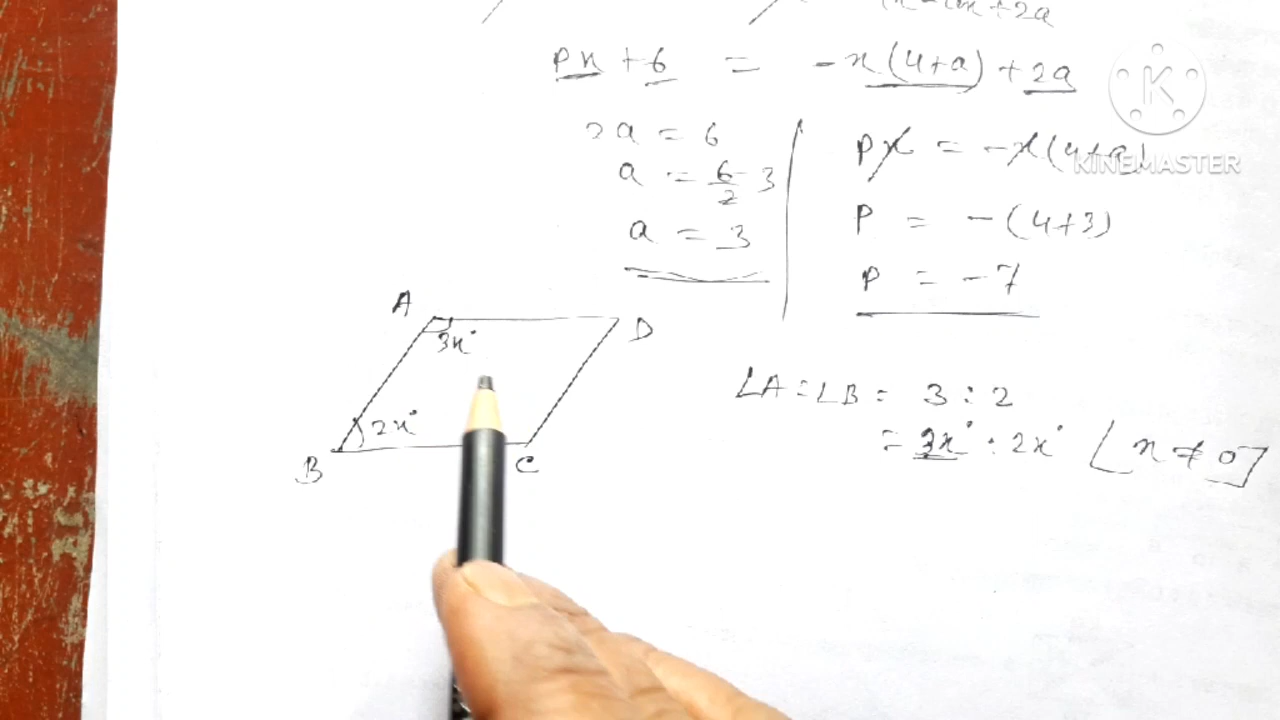 px + 6 = - x (4+a) + 2a
2a = 6
a = 6/2 3
a = 3
px = -x(4+a)
p = - (4+3)
p = -7
K
KINEMASTER
A
D
3x°
2x°
B
C
∠A : ∠B = 3 : 2
= 3x° : 2x° [x ≠ 0]